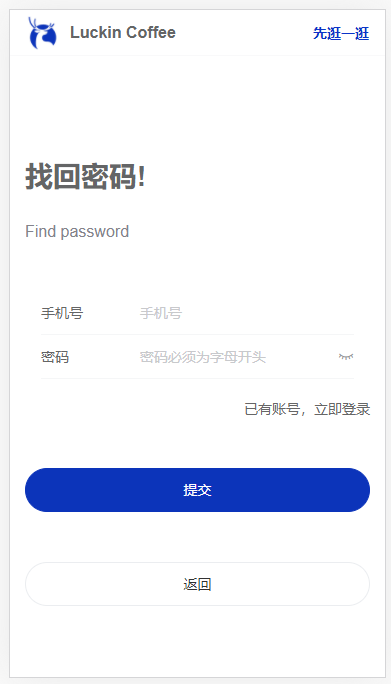 Luckin Coffee 先逛一逛
找回密码!
Find password
手机号 手机号
密码 密码必须为字母开头
已有账号，立即登录
提交
返回